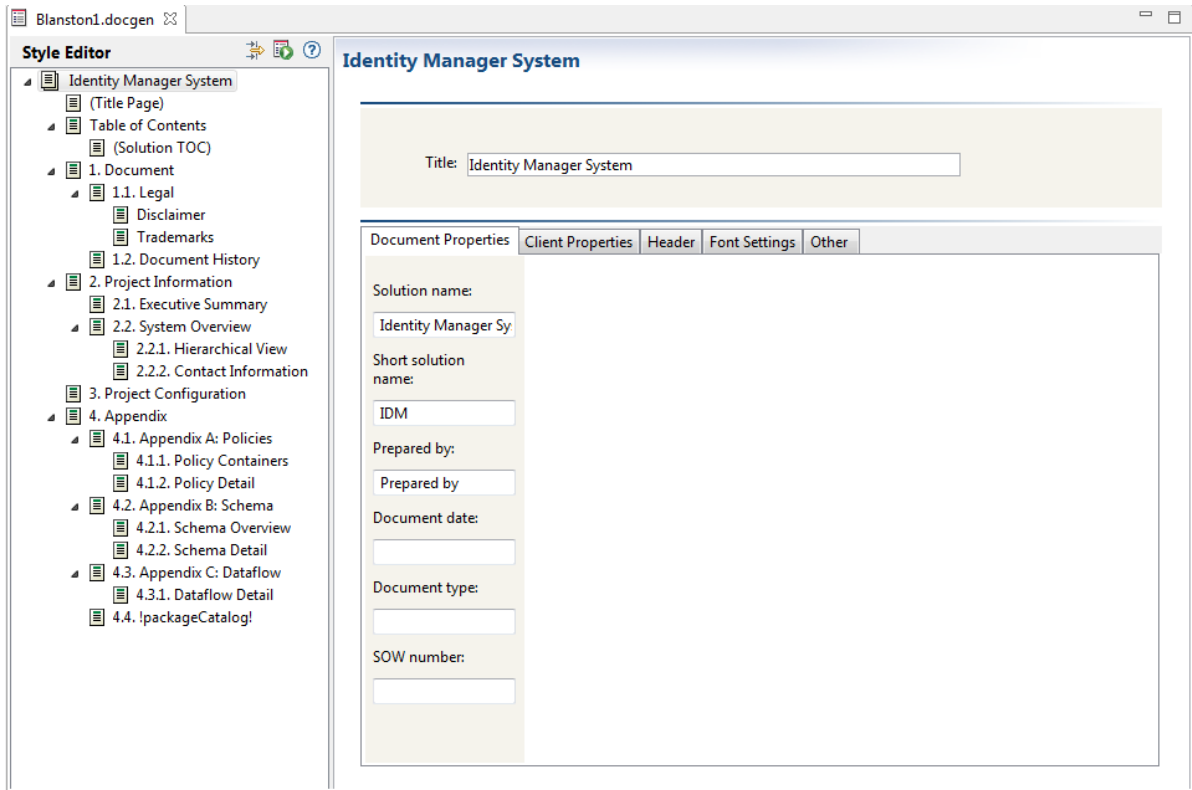 Blanston1.docgen
Style Editor
Identity Manager System
(Title Page)
Table of Contents
(Solution TOC)
1. Document
1.1. Legal
Disclaimer
Trademarks
1.2. Document History
2. Project Information
2.1. Executive Summary
2.2. System Overview
2.2.1. Hierarchical View
2.2.2. Contact Information
3. Project Configuration
4. Appendix
4.1. Appendix A: Policies
4.1.1. Policy Containers
4.1.2. Policy Detail
4.2. Appendix B: Schema
4.2.1. Schema Overview
4.2.2. Schema Detail
4.3. Appendix C: Dataflow
4.3.1. Dataflow Detail
4.4. !packageCatalog!
Identity Manager System
Title: Identity Manager System
Document Properties Client Properties Header Font Settings Other
Solution name:
Identity Manager Sy
Short solution
name:
IDM
Prepared by:
Prepared by
Document date:
Document type:
SOW number: